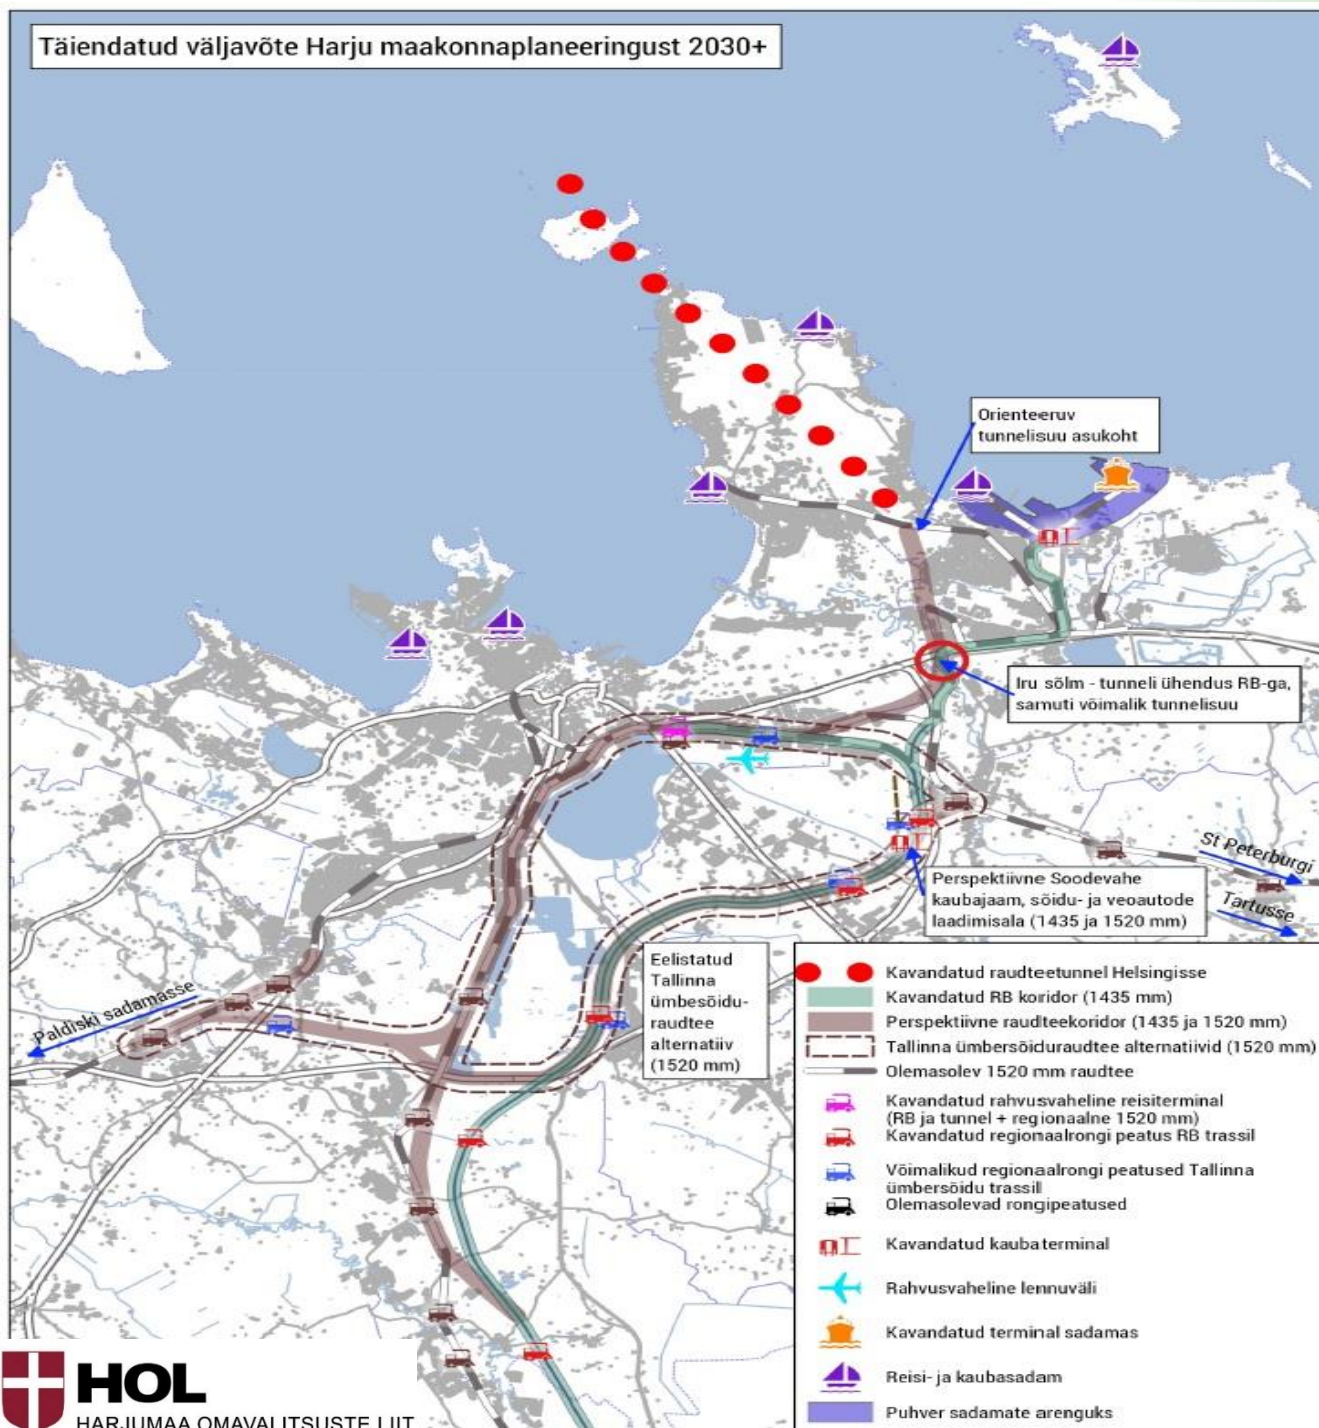 Täiendatud väljavõte Harju maakonnaplaneeringust 2030+
Orienteeruv
tunnelisuu asukoht
Iru sõlm - tunneli ühendus RB-ga,
samuti võimalik tunnelisuu
St Peterburgi
Tartusse
Perspektiivne Soodevahe
kaubajaam, sõidu- ja veoautode
laadimisala (1435 ja 1520 mm)
Eelistatud
Tallinna
ümbesõidu-
raudtee
alternatiiv
(1520 mm)
Paldiski sadamasse
Kavandatud raudteetunnel Helsingisse
Kavandatud RB koridor (1435 mm)
Perspektiivne raudteekoridor (1435 ja 1520 mm)
Tallinna ümbersõiduraudtee alternatiivid (1520 mm)
Olemasolev 1520 mm raudtee
Kavandatud rahvusvaheline reisiterminal
(RB ja tunnel + regionaalne 1520 mm)
Kavandatud regionaalrongi peatus RB trassil
Võimalikud regionaalrongi peatused Tallinna
ümbersõidu trassil
Olemasolevad rongipeatused
Kavandatud kaubaterminal
Rahvusvaheline lennuväli
Kavandatud terminal sadamas
Reisi- ja kaubasadam
Puhver sadamate arenguks
HOL
HARJUMAA OMAVALITSUSTE LIIT